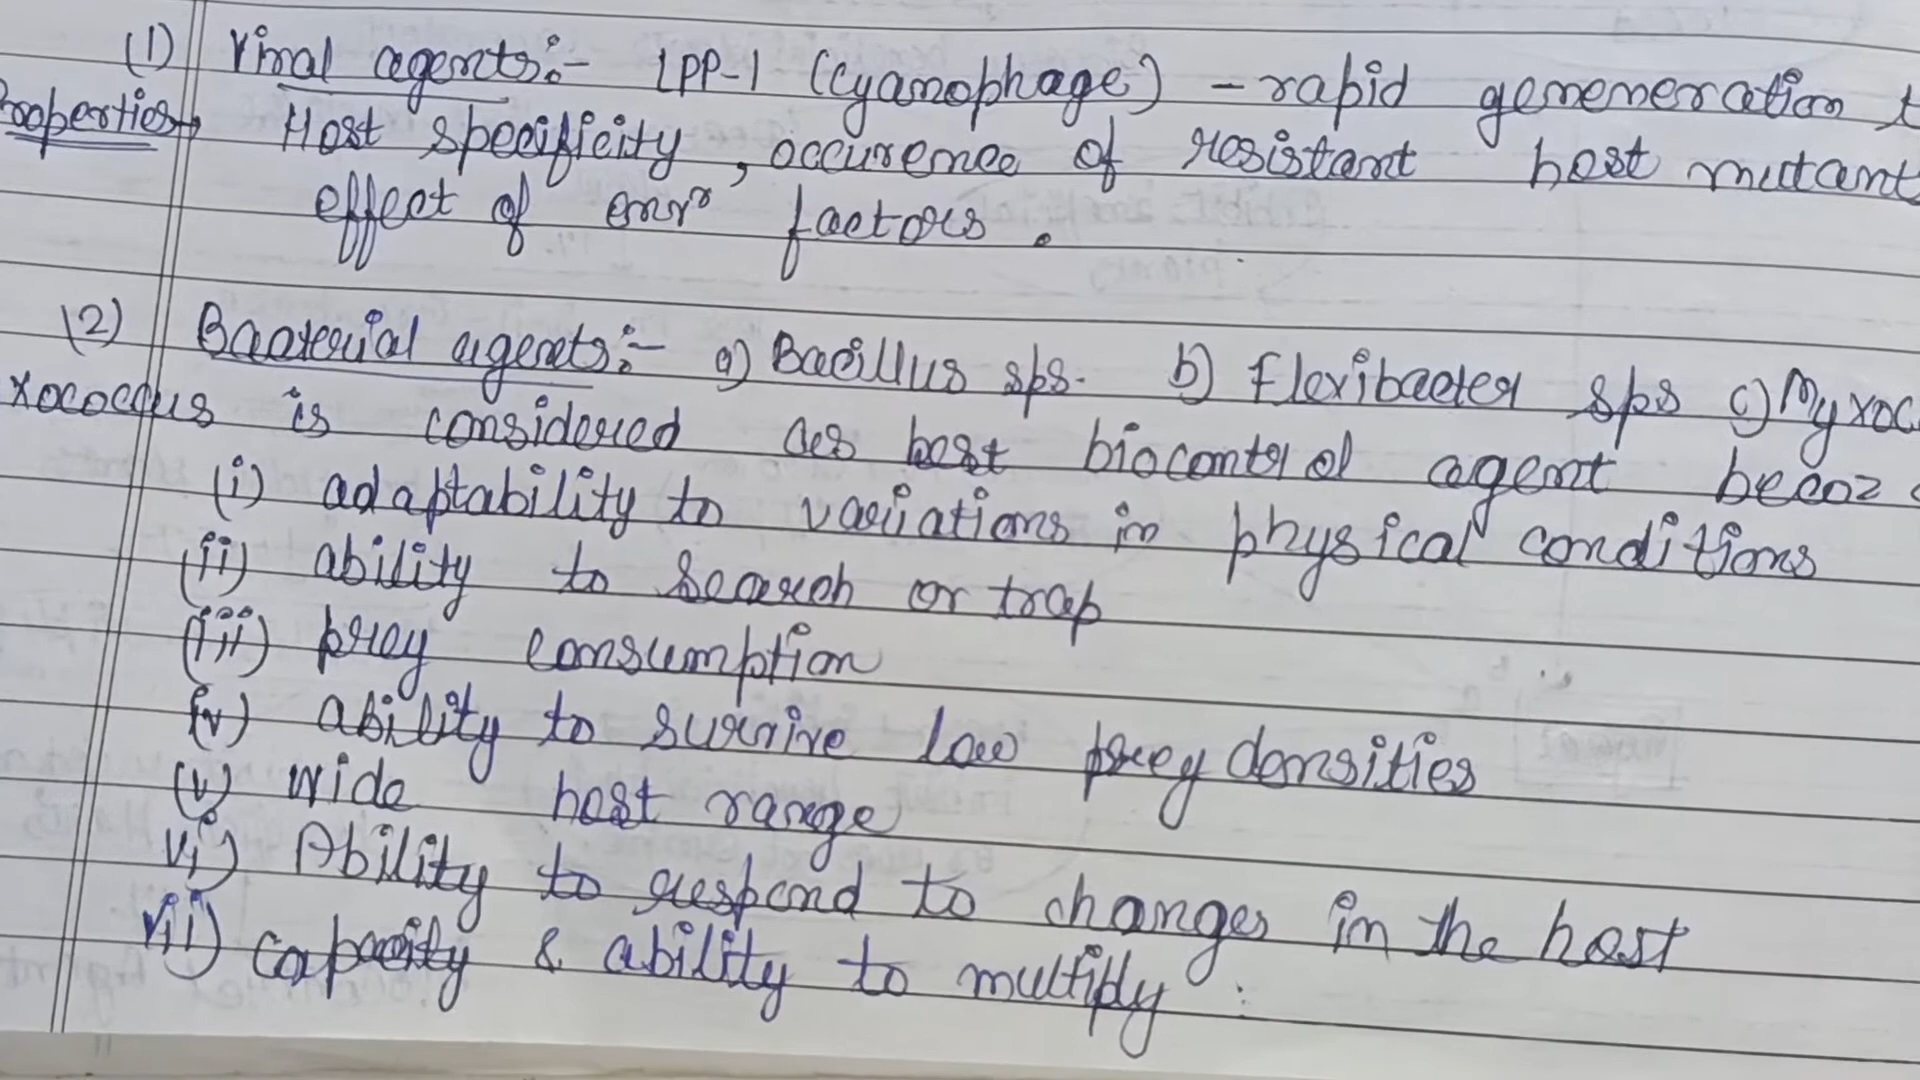 (1) Viral agents:- LPP-1 (cyanophage) - rapid genemeration t
Properties Host specificity, occurence of resistant host mutant
effect of envr° factors.
(2) Bacterial agents:- a) Bacillus sps. b) Flexibacter sps c) Myxoc
xococcus is considered as best biocontrol agent becoz
(i) adaptability to variations in physical conditions
(ii) ability to search or trap
(iii) prey consumption
iv) ability to survive low prey densities
(v) wide host range
vi) Ability to respond to changes in the host
vii) capacity & ability to multiply.